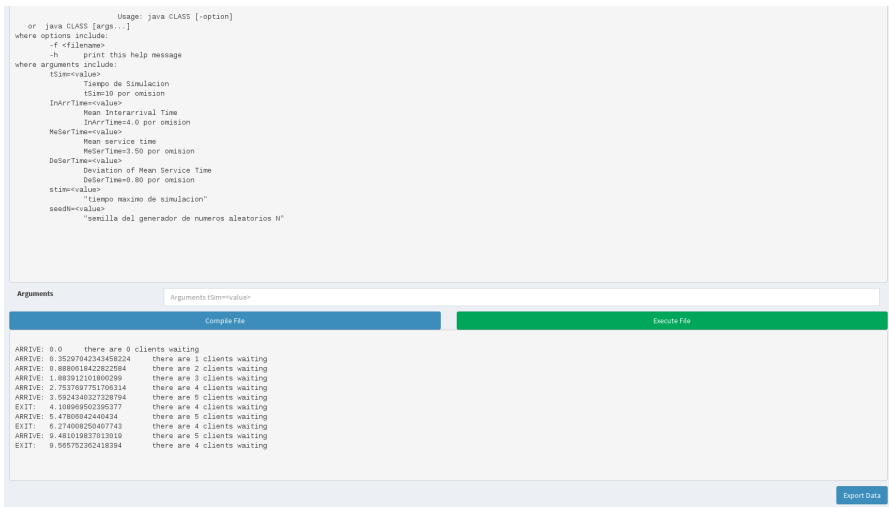 Usage: java CLASS [-option]
or java CLASS [args...]
where options include:
-f <filename>
-h print this help message
where arguments include:
tSim=<value>
Tiempo de Simulacion
tSim=10 por omision
InArrTime=<value>
Mean Interarrival Time
InArrTime=4.0 por omision
MeSerTime=<value>
Mean service time
MeSerTime=3.50 por omision
DeSerTime=<value>
Deviation of Mean Service Time
DeSerTime=0.80 por omision
stim=<value>
"tiempo maximo de simulacion"
seedN=<value>
"semilla del generador de numeros aleatorios N"
Arguments
Arguments tSim=<value>
Compile File
Execute File
ARRIVE: 0.0 there are 0 clients waiting
ARRIVE: 0.35297042343458224 there are 1 clients waiting
ARRIVE: 0.8880618422822584 there are 2 clients waiting
ARRIVE: 1.883912101800299 there are 3 clients waiting
ARRIVE: 2.7537697751706314 there are 4 clients waiting
ARRIVE: 3.5924340327328794 there are 5 clients waiting
EXIT: 4.108969502395377 there are 4 clients waiting
ARRIVE: 5.47806042440434 there are 5 clients waiting
EXIT: 6.274008250407743 there are 4 clients waiting
ARRIVE: 9.481019837013019 there are 5 clients waiting
EXIT: 9.565752362418394 there are 4 clients waiting
Export Data